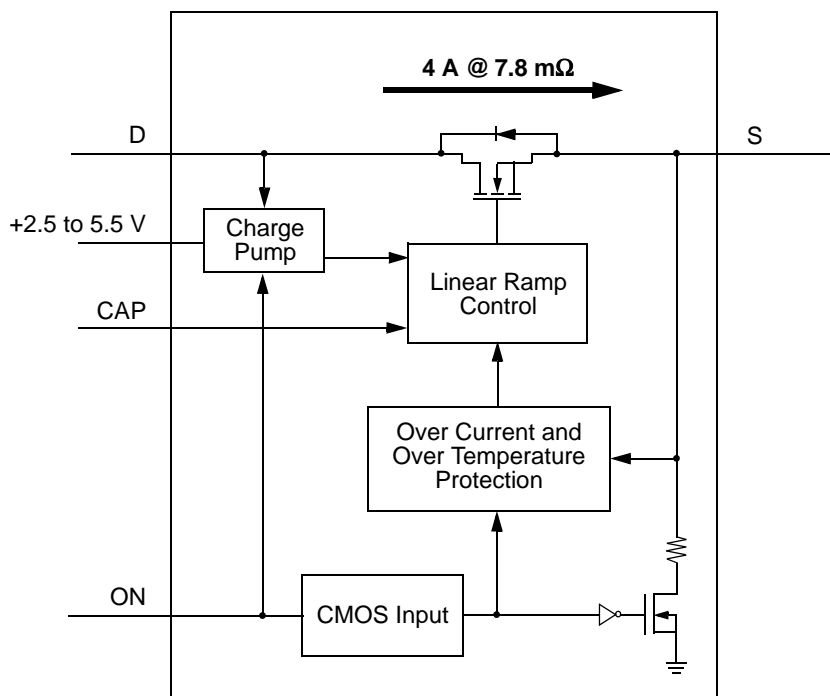 4 A @ 7.8 mΩ
D
S
+2.5 to 5.5 V
Charge
Pump
Linear Ramp
Control
CAP
Over Current and
Over Temperature
Protection
ON
CMOS Input